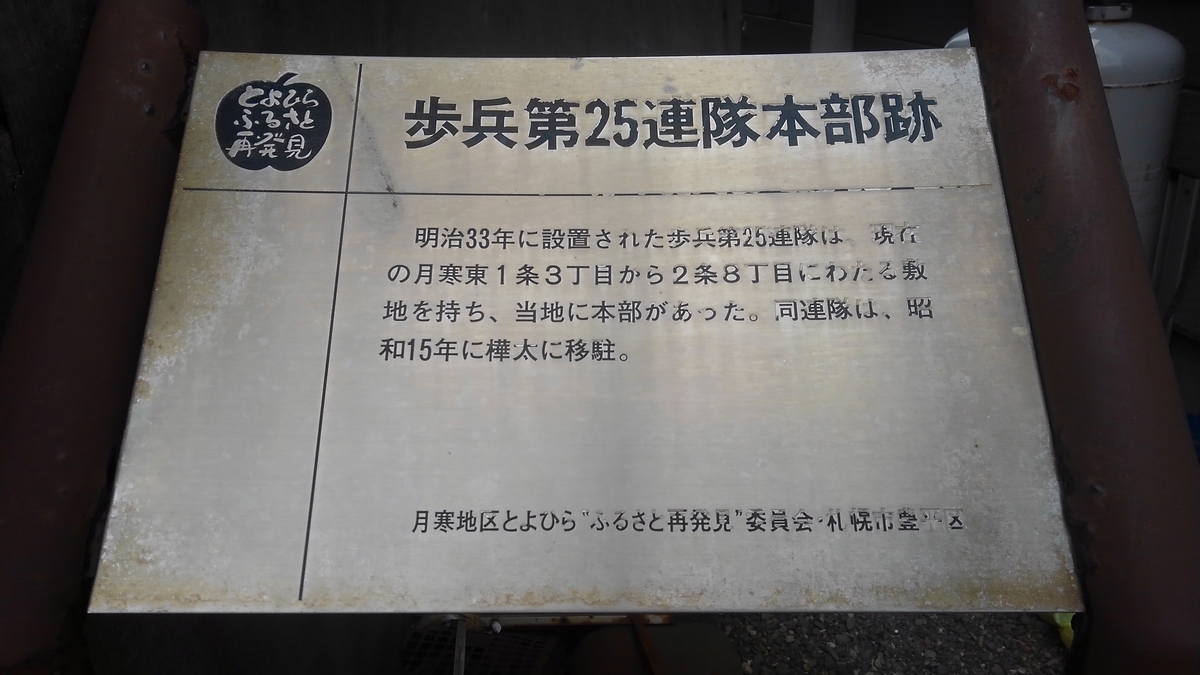 とよひら
ふるさと
再発見
歩兵第25連隊本部跡
明治33年に設置された歩兵第25連隊は、現在
の月寒東1条3丁目から2条8丁目にわたる敷
地を持ち、当地に本部があった。同連隊は、昭
和15年に樺太に移駐。
月寒地区とよひら"ふるさと再発見"委員会・札幌市豊平区